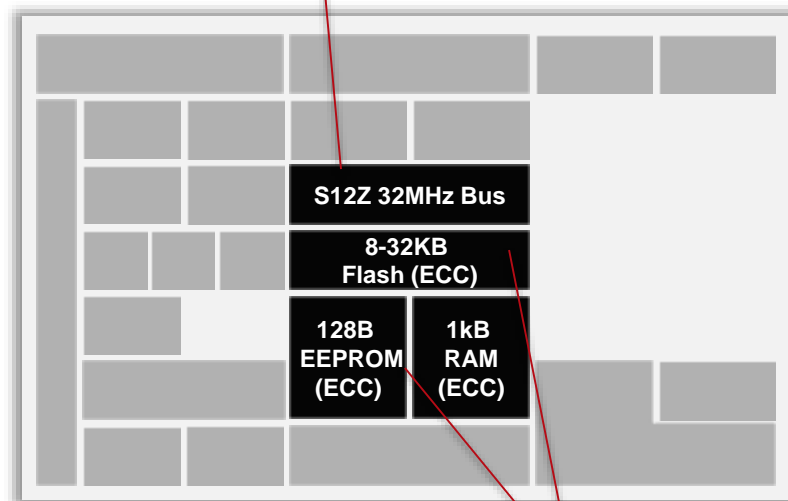 S12Z 32MHz Bus
8-32KB
Flash (ECC)
128B
EEPROM
(ECC)
1kB
RAM
(ECC)